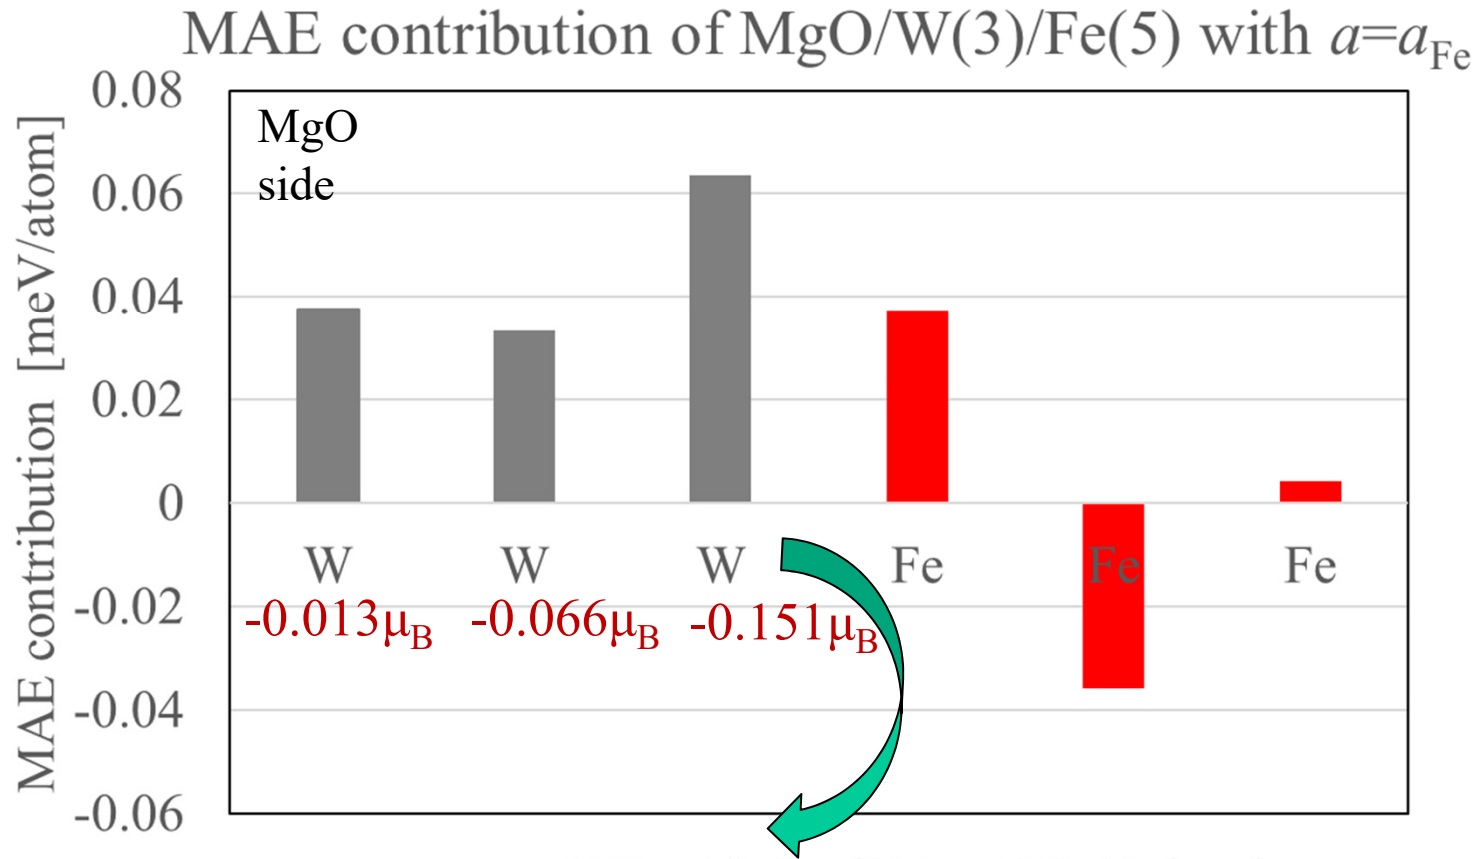 MAE contribution of MgO/W(3)/Fe(5) with a=aFe
MAE contribution [meV/atom]
0.08
0.06
0.04
0.02
0
-0.02
-0.04
-0.06
MgO
side
W W W Fe Fe Fe
-0.013μB -0.066μB -0.151μB